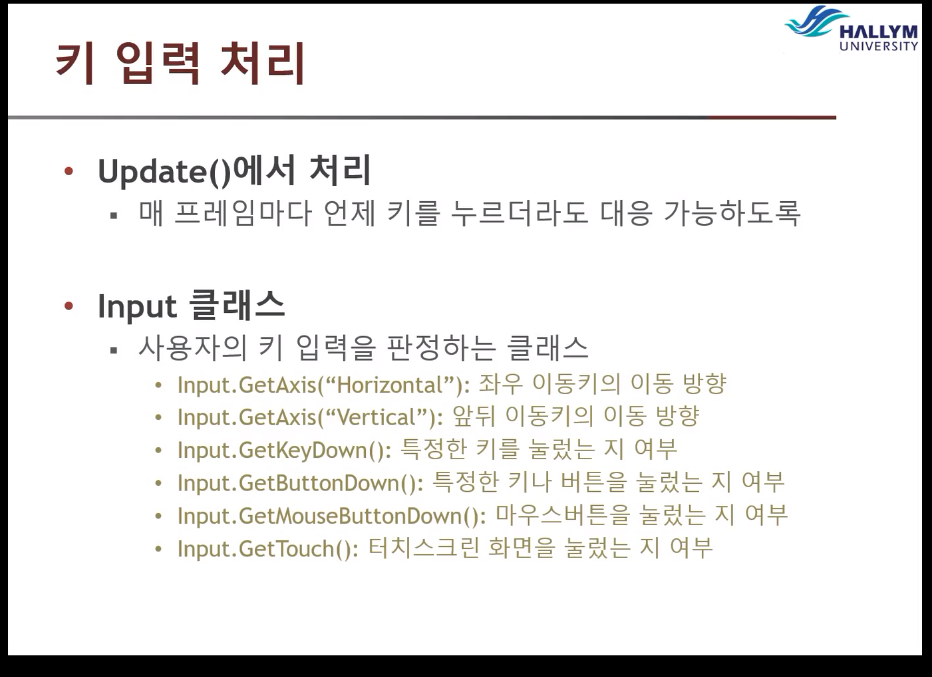 HALLYM
UNIVERSITY
키 입력 처리
• Update()에서 처리
▪ 매 프레임마다 언제 키를 누르더라도 대응 가능하도록
• Input 클래스
▪ 사용자의 키 입력을 판정하는 클래스
• Input.GetAxis(“Horizontal”): 좌우 이동키의 이동 방향
• Input.GetAxis(“Vertical”): 앞뒤 이동키의 이동 방향
• Input.GetKeyDown(): 특정한 키를 눌렀는 지 여부
• Input.GetButtonDown(): 특정한 키나 버튼을 눌렀는 지 여부
• Input.GetMouseButtonDown(): 마우스버튼을 눌렀는 지 여부
• Input.GetTouch(): 터치스크린 화면을 눌렀는 지 여부